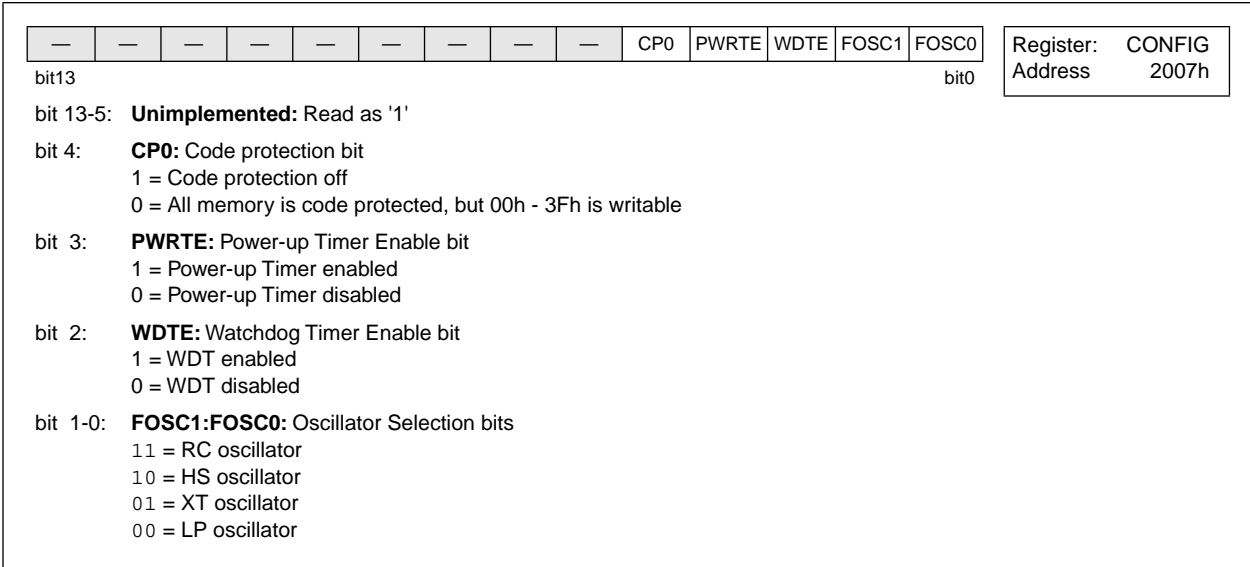 — — — — — — — — — CP0 PWRTE WDTE FOSC1 FOSC0
bit13 bit0
Register: CONFIG
Address 2007h
bit 13-5: Unimplemented: Read as '1'
bit 4: CP0: Code protection bit
1 = Code protection off
0 = All memory is code protected, but 00h - 3Fh is writable
bit 3: PWRTE: Power-up Timer Enable bit
1 = Power-up Timer enabled
0 = Power-up Timer disabled
bit 2: WDTE: Watchdog Timer Enable bit
1 = WDT enabled
0 = WDT disabled
bit 1-0: FOSC1:FOSC0: Oscillator Selection bits
11 = RC oscillator
10 = HS oscillator
01 = XT oscillator
00 = LP oscillator